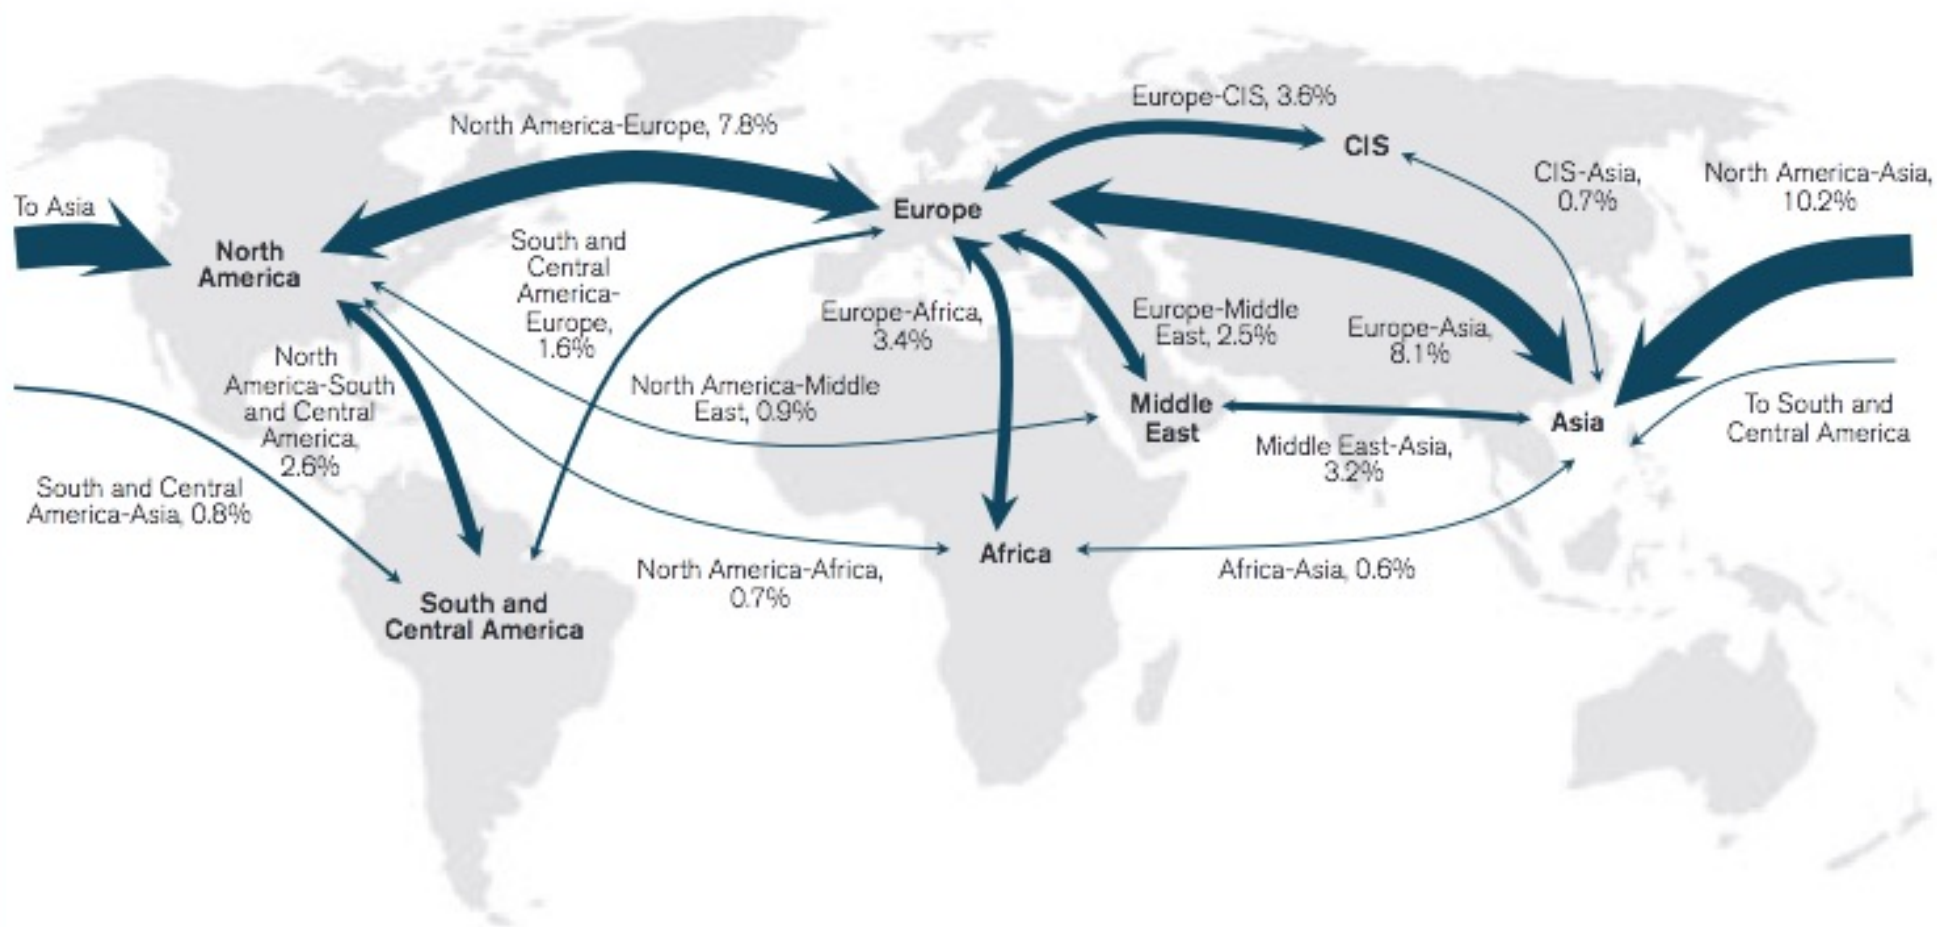 Europe-CIS, 3.6%
North America-Europe, 7.8%
CIS
CIS-Asia,
0.7%
North America-Asia,
10.2%
To Asia
Europe
North
America
South and
Central
America-
Europe,
1.6%
Europe-Africa,
3.4%
Europe-Middle
East, 2.5%
Europe-Asia,
8.1%
North
America-South
and Central
America,
2.6%
North America-Middle
East, 0.9%
Middle
East
Asia
To South and
Central America
Middle East-Asia,
3.2%
South and Central
America-Asia, 0.8%
Africa
North America-Africa,
0.7%
Africa-Asia, 0.6%
South and
Central America